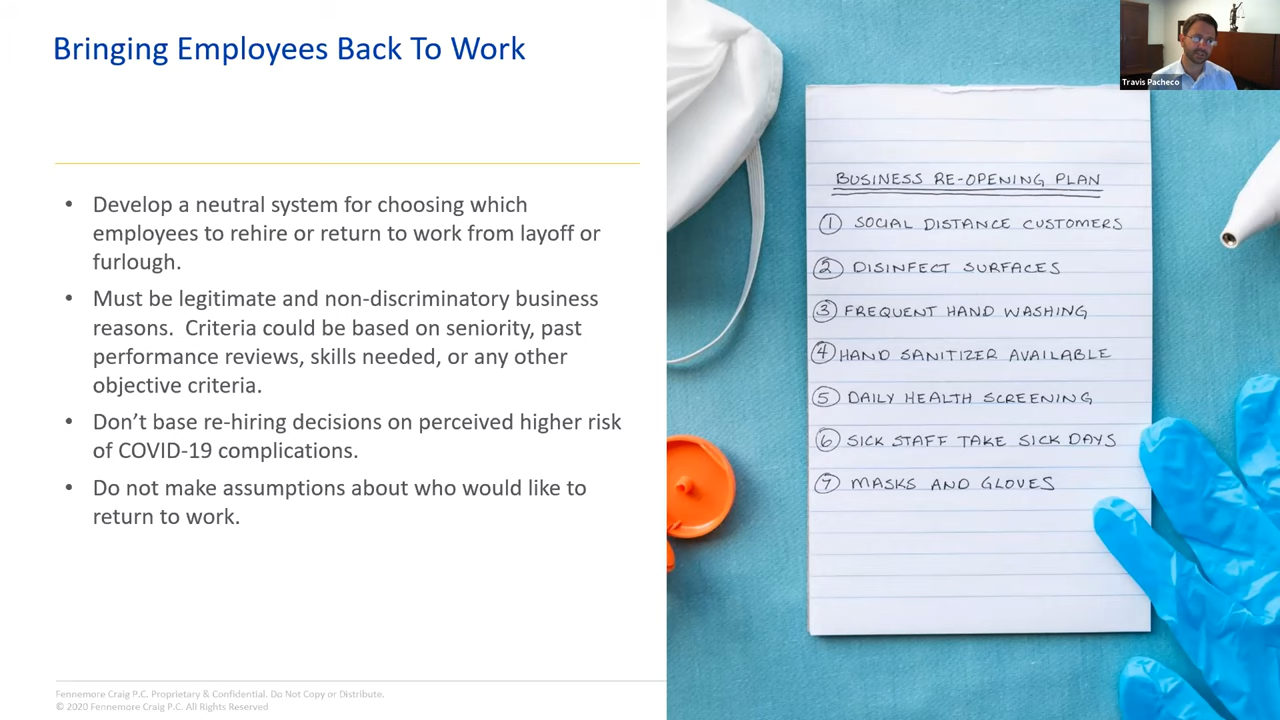 Bringing Employees Back To Work
• Develop a neutral system for choosing which
employees to rehire or return to work from layoff or
furlough.
• Must be legitimate and non-discriminatory business
reasons.  Criteria could be based on seniority, past
performance reviews, skills needed, or any other
objective criteria.
• Don’t base re-hiring decisions on perceived higher risk
of COVID-19 complications.
• Do not make assumptions about who would like to
return to work.
Fennemore Craig P.C. Proprietary & Confidential. Do Not Copy or Distribute.
© 2020 Fennemore Craig P.C. All Rights Reserved
BUSINESS RE-OPENING PLAN
1 SOCIAL DISTANCE CUSTOMERS
2 DISINFECT SURFACES
3 FREQUENT HAND WASHING
4 HAND SANITIZER AVAILABLE
5 DAILY HEALTH SCREENING
6 SICK STAFF TAKE SICK DAYS
7 MASKS AND GLOVES
Travis Pacheco